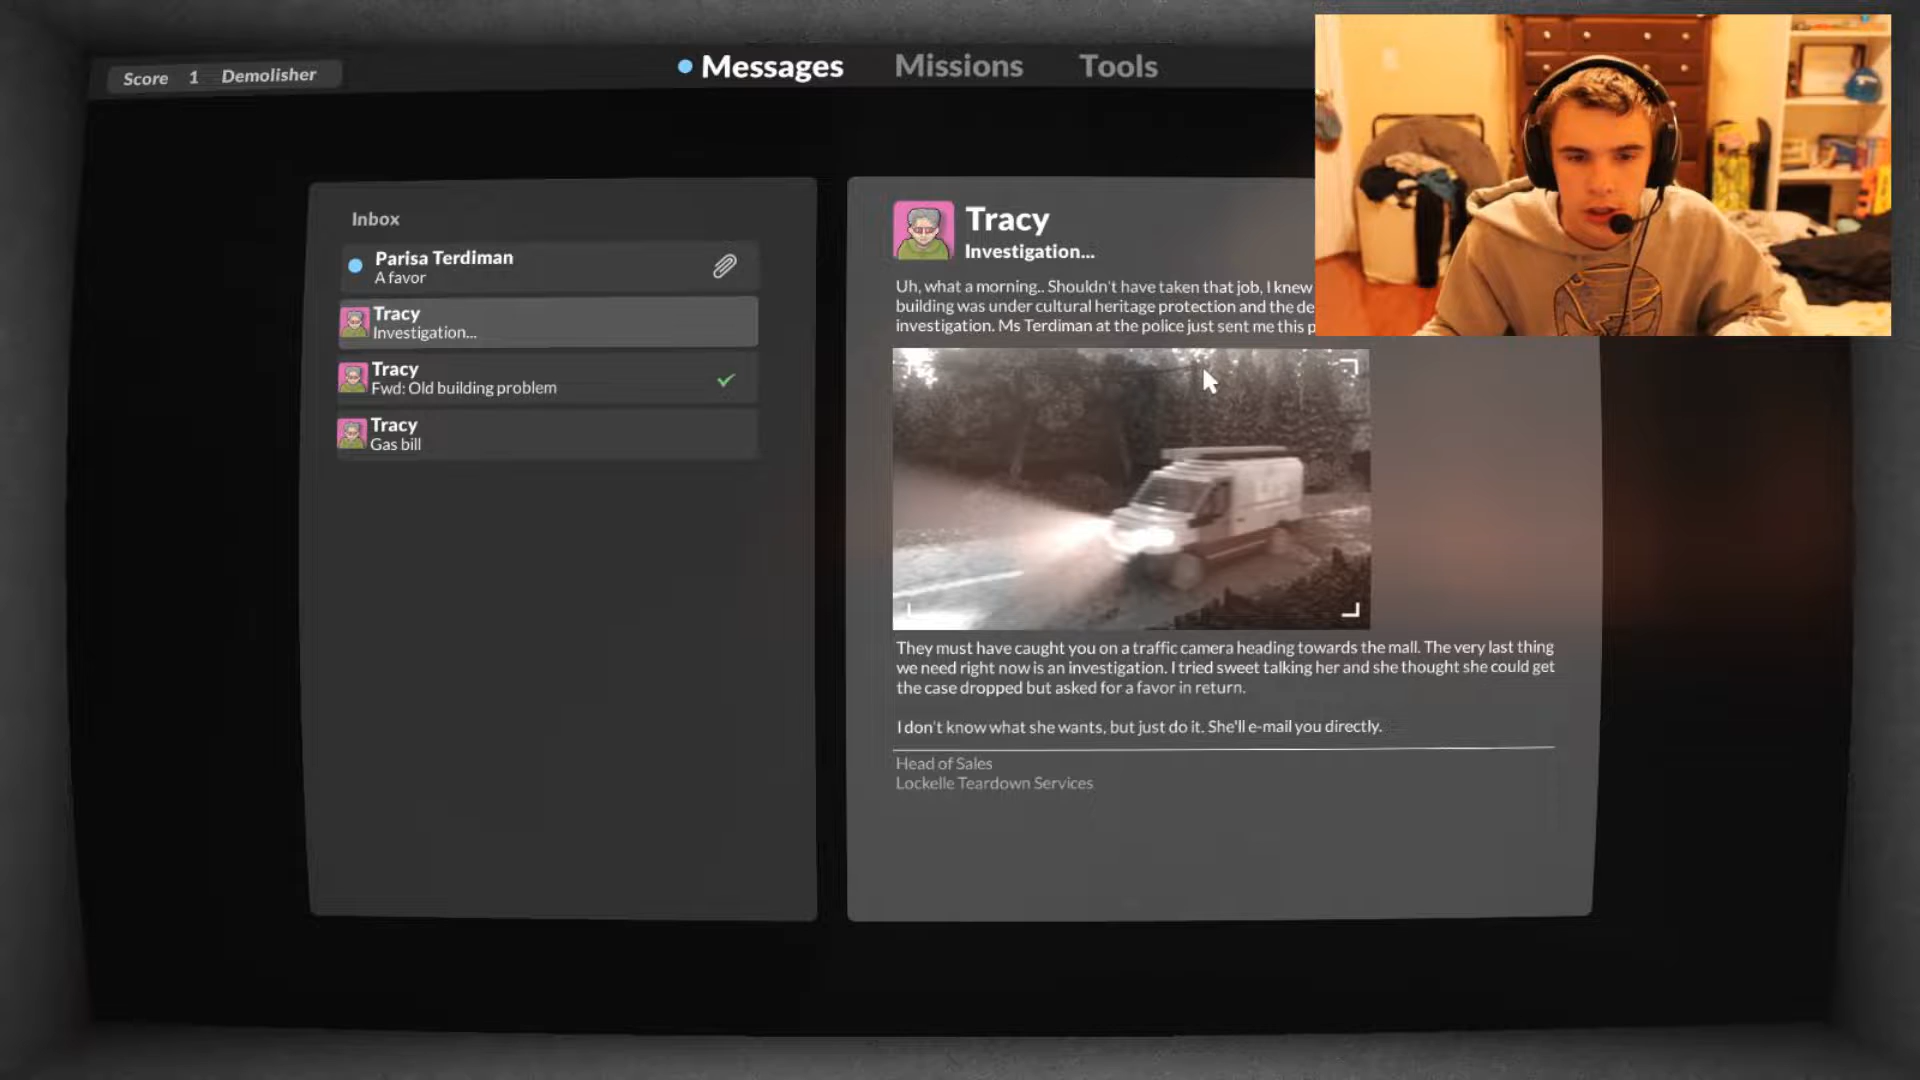 Score 1 Demolisher
Messages
Missions
Tools
Inbox
Parisa Terdiman
A favor
Tracy
Investigation...
Tracy
Fwd: Old building problem
Tracy
Gas bill
Tracy
Investigation...
Uh, what a morning.. Shouldn't have taken that job, I knew
building was under cultural heritage protection and the de
investigation. Ms Terdiman at the police just sent me this p
They must have caught you on a traffic camera heading towards the mall. The very last thing
we need right now is an investigation. I tried sweet talking her and she thought she could get
the case dropped but asked for a favor in return.
I don't know what she wants, but just do it. She'll e-mail you directly.
Head of Sales
Lockelle Teardown Services